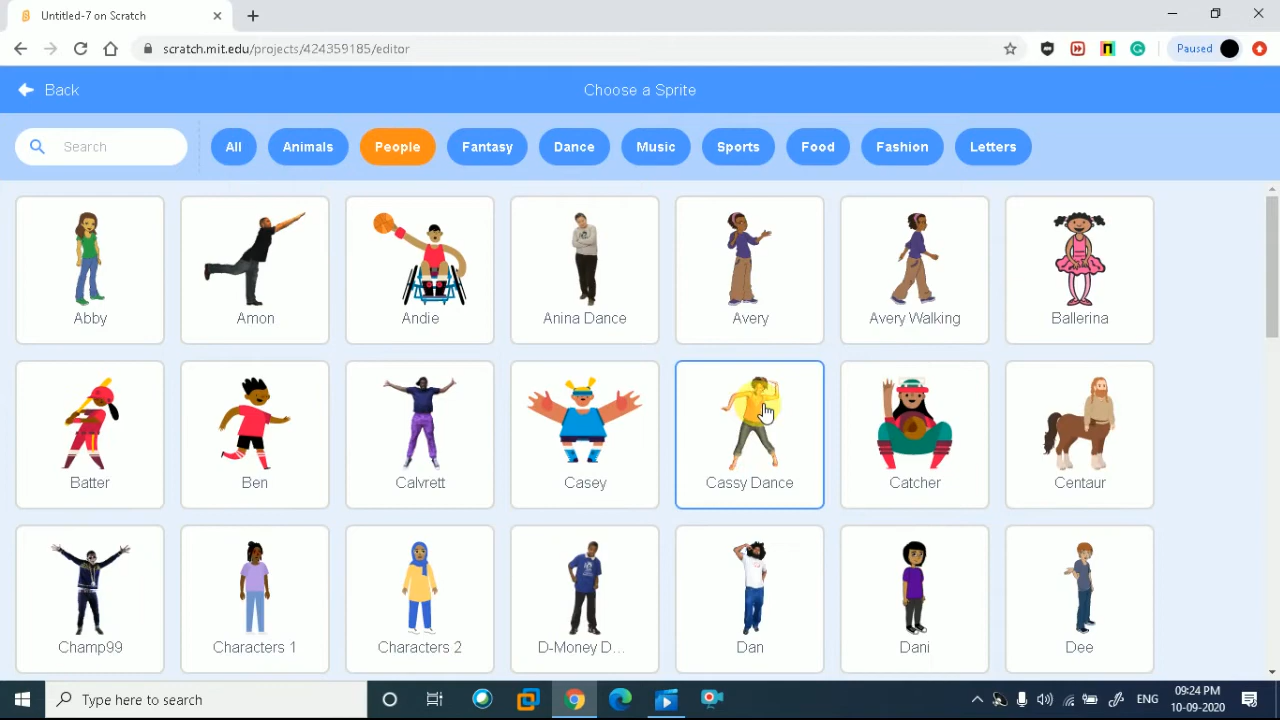 Untitled-7 on Scratch
scratch.mit.edu/projects/424359185/editor
Paused
Back
Choose a Sprite
Search
All
Animals
People
Fantasy
Dance
Music
Sports
Food
Fashion
Letters
Abby
Amon
Andie
Anina Dance
Avery
Avery Walking
Ballerina
Batter
Ben
Calvrett
Casey
Cassy Dance
Catcher
Centaur
Champ99
Characters 1
Characters 2
D-Money D...
Dan
Dani
Dee
Type here to search
ENG
09:24 PM
10-09-2020